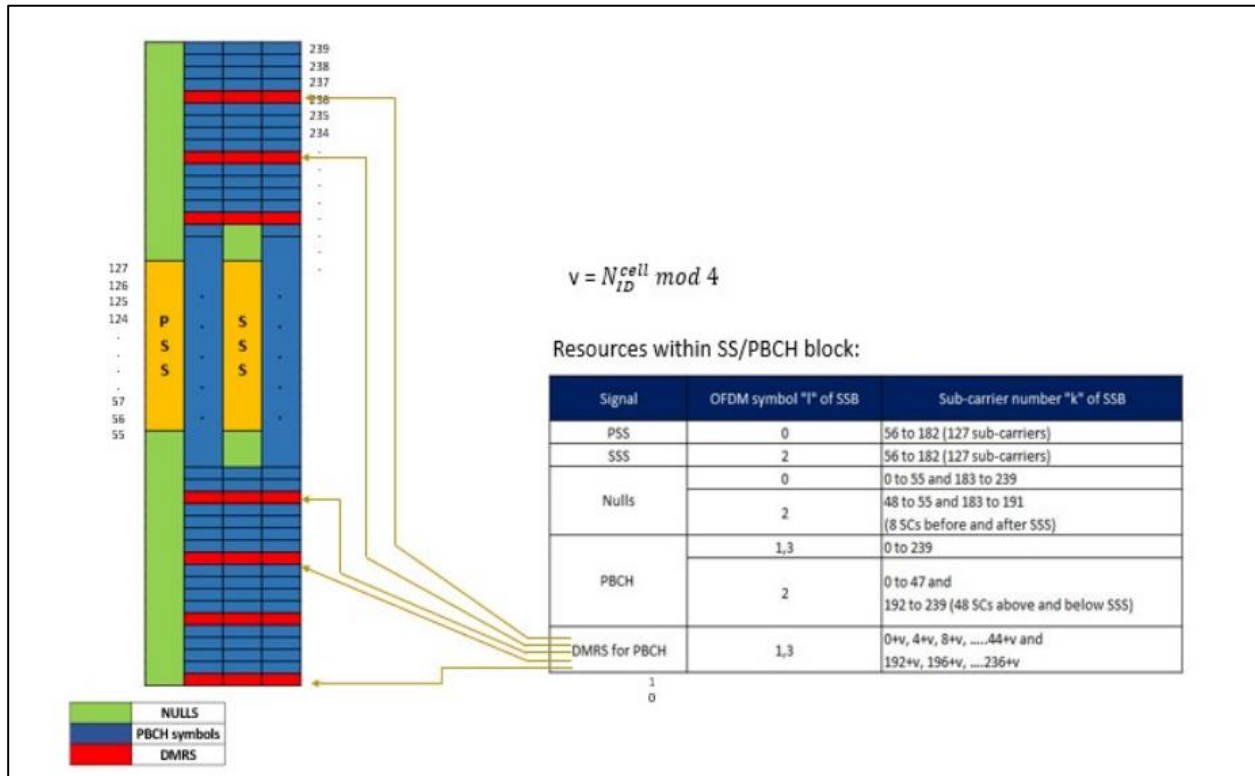 239
238
237
236
235
234
.
.
.
.
.
.
.
.
127
126
125
124
.
.
.
57
56
55
P
S
S
S
S
S
v = N_{ID}^{cell} mod 4
Resources within SS/PBCH block:
Signal OFDM symbol "l" of SSB Sub-carrier number "k" of SSB
PSS 0 56 to 182 (127 sub-carriers)
SSS 2 56 to 182 (127 sub-carriers)
Nulls 0 0 to 55 and 183 to 239
2 48 to 55 and 183 to 191
(8 SCs before and after SSS)
PBCH 1,3 0 to 239
2 0 to 47 and
192 to 239 (48 SCs above and below SSS)
DMRS for PBCH 1,3 0+v, 4+v, 8+v, .....44+v and
192+v, 196+v, ....236+v
1
0
NULLS
PBCH symbols
DMRS